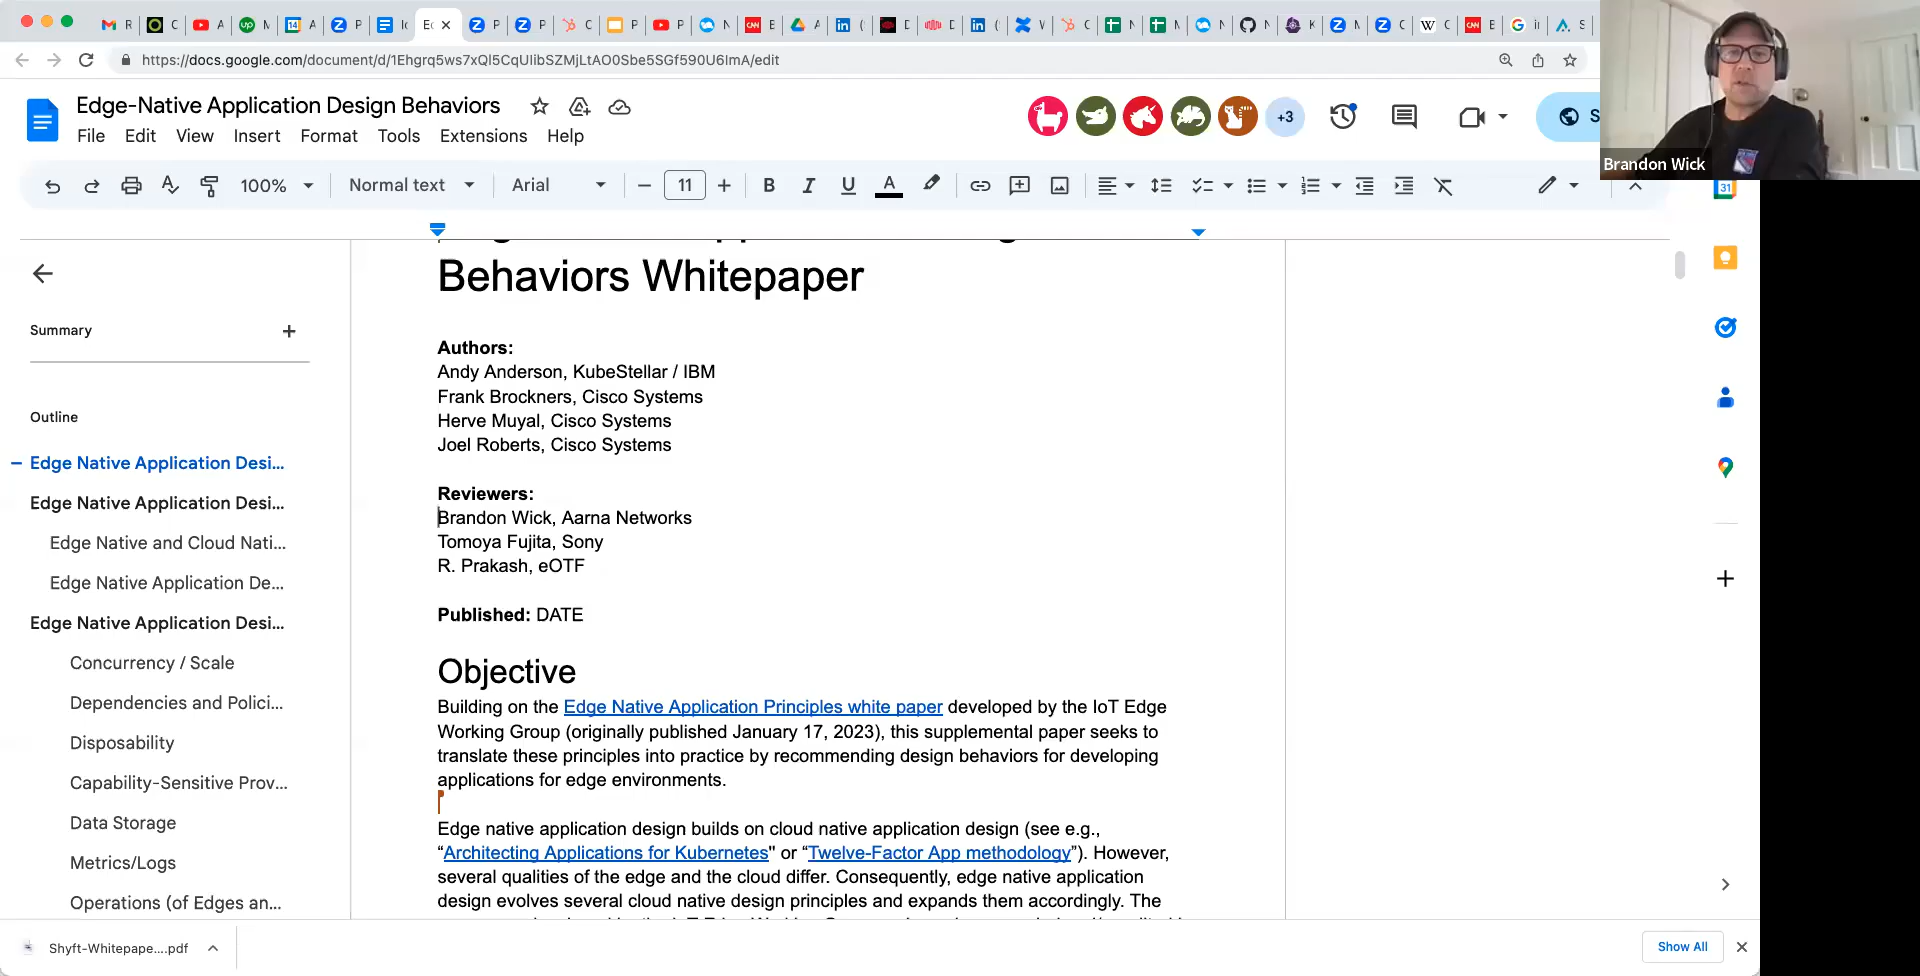 https://docs.google.com/document/d/1Ehgrq5ws7xQI5CqUIibSZMjLtAO0Sbe5SGf590U6ImA/edit
Edge-Native Application Design Behaviors
+3
File Edit View Insert Format Tools Extensions Help
Brandon Wick
100% Normal text Arial 11 B I U A
31
Behaviors Whitepaper
Summary
Outline
Edge Native Application Desi...
Edge Native Application Desi...
Edge Native and Cloud Nati...
Edge Native Application De...
Edge Native Application Desi...
Concurrency / Scale
Dependencies and Polici...
Disposability
Capability-Sensitive Prov...
Data Storage
Metrics/Logs
Operations (of Edges an...
Authors:
Andy Anderson, KubeStellar / IBM
Frank Brockners, Cisco Systems
Herve Muyal, Cisco Systems
Joel Roberts, Cisco Systems
Reviewers:
Brandon Wick, Aarna Networks
Tomoya Fujita, Sony
R. Prakash, eOTF
Published: DATE
Objective
Building on the Edge Native Application Principles white paper developed by the IoT Edge
Working Group (originally published January 17, 2023), this supplemental paper seeks to
translate these principles into practice by recommending design behaviors for developing
applications for edge environments.
Edge native application design builds on cloud native application design (see e.g.,
“Architecting Applications for Kubernetes" or “Twelve-Factor App methodology”). However,
several qualities of the edge and the cloud differ. Consequently, edge native application
design evolves several cloud native design principles and expands them accordingly. The
Shyft-Whitepape....pdf
Show All